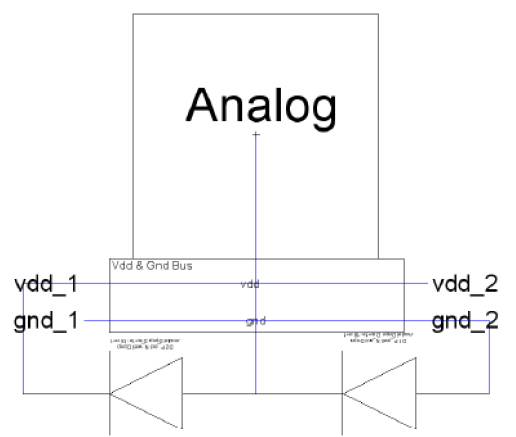 Analog
Vdd & Gnd Bus
vdd_1 vdd vdd_2
gnd_1 gnd gnd_2